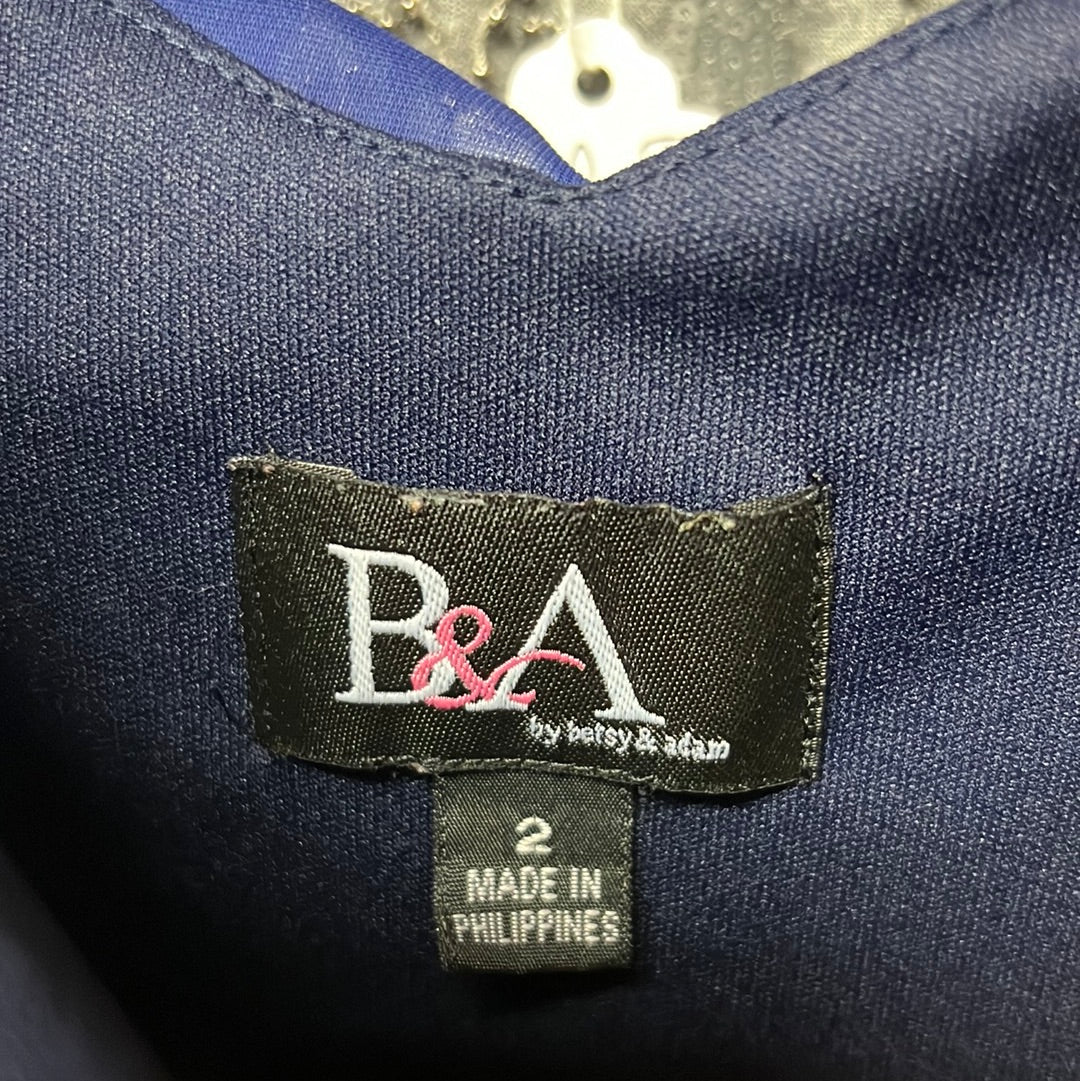 B&A
by betsy & adam
2
MADE IN
PHILIPPINES